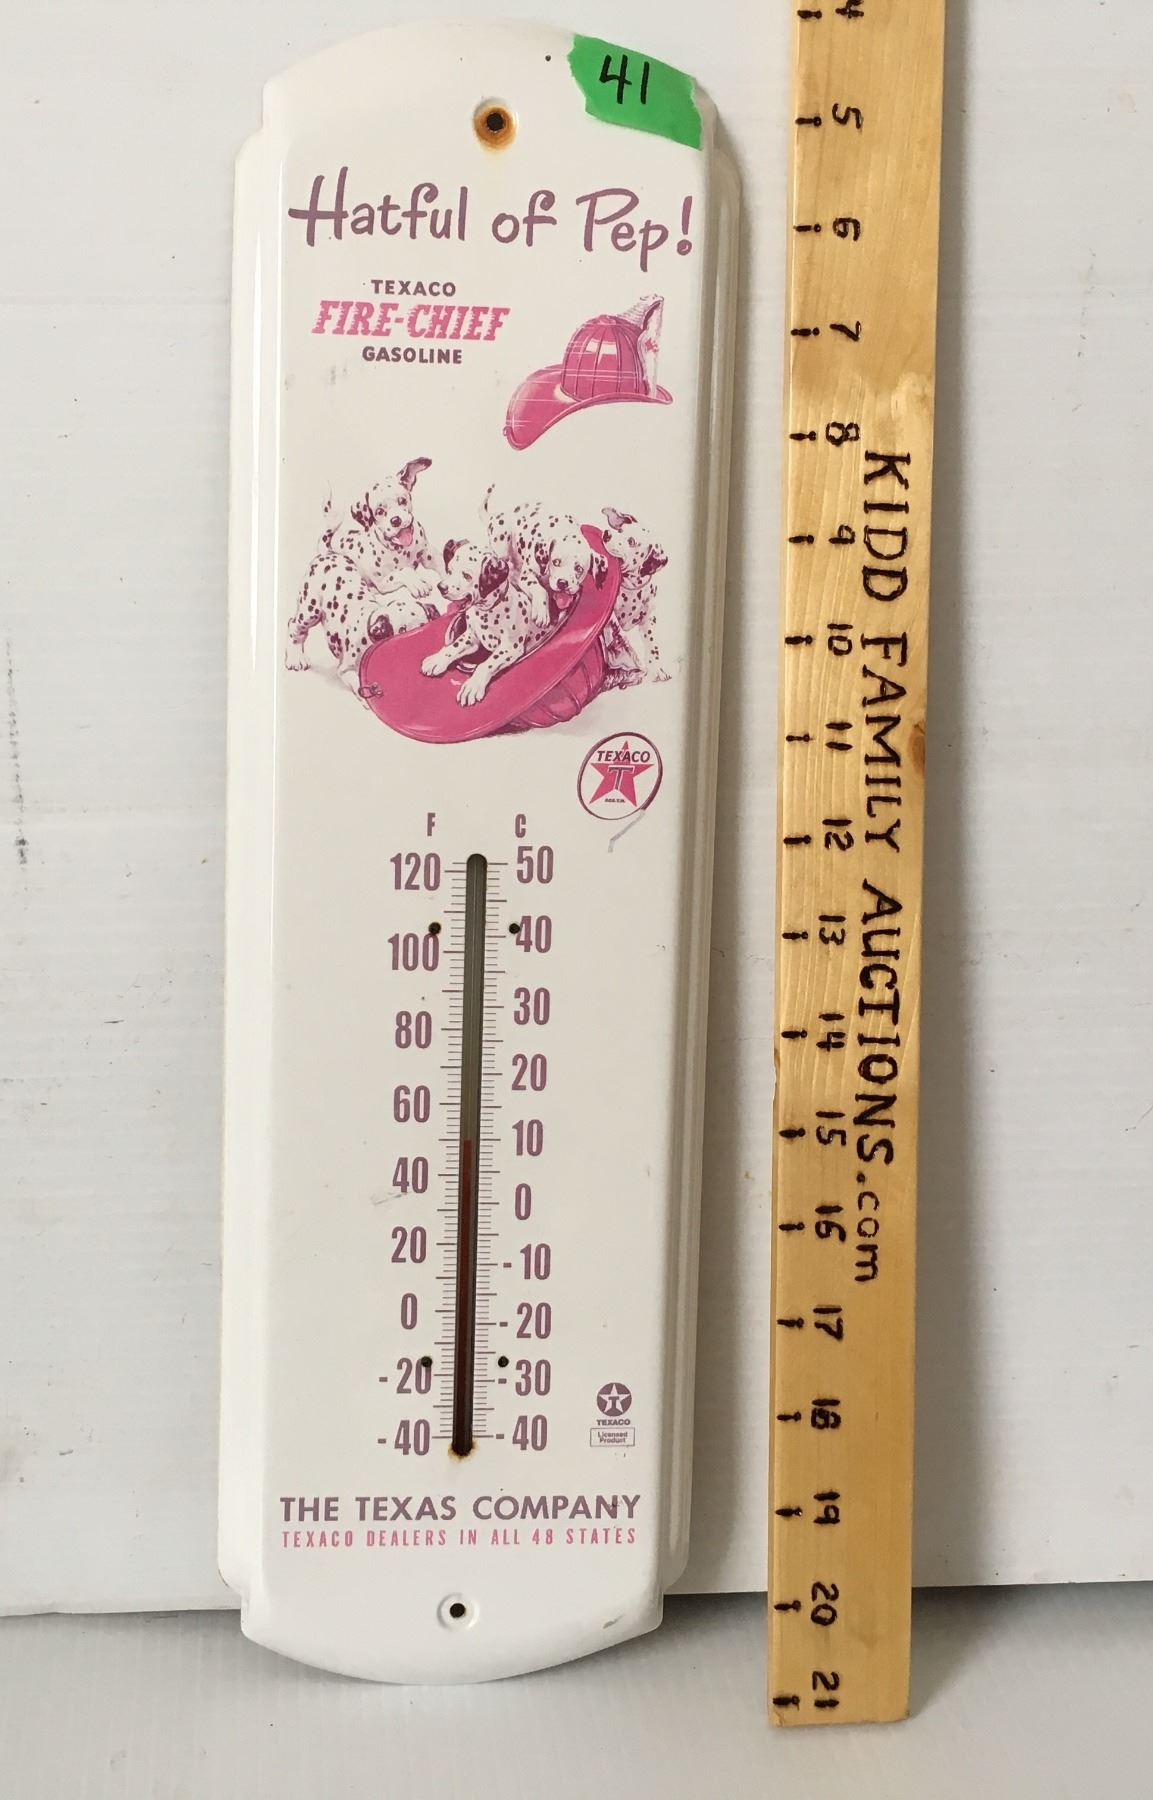 41
Hatful of Pep!
TEXACO
FIRE-CHIEF
GASOLINE
TEXACO
T
REG. T.M.
F C
120 50
100 40
80 30
60 20
40 10
20 0
0 -10
-20 -20
-40 -30
-40
T
TEXACO
Licensed
Product
THE TEXAS COMPANY
TEXACO DEALERS IN ALL 48 STATES
4
5
6
7
8
9
10
11
12
13
14
15
16
17
18
19
20
21
KIDD FAMILY AUCTIONS.com